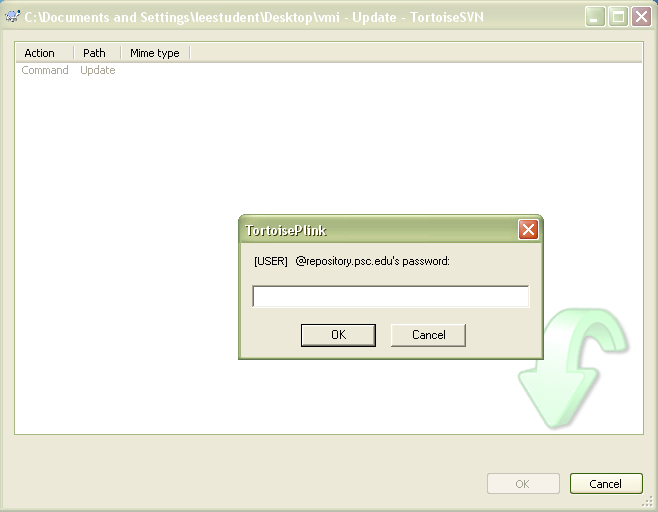 C:\Documents and Settings\leestudent\Desktop\vmi - Update - TortoiseSVN
Action Path Mime type
Command Update
TortoisePlink
[USER] @repository.psc.edu's password:
OK Cancel
OK Cancel